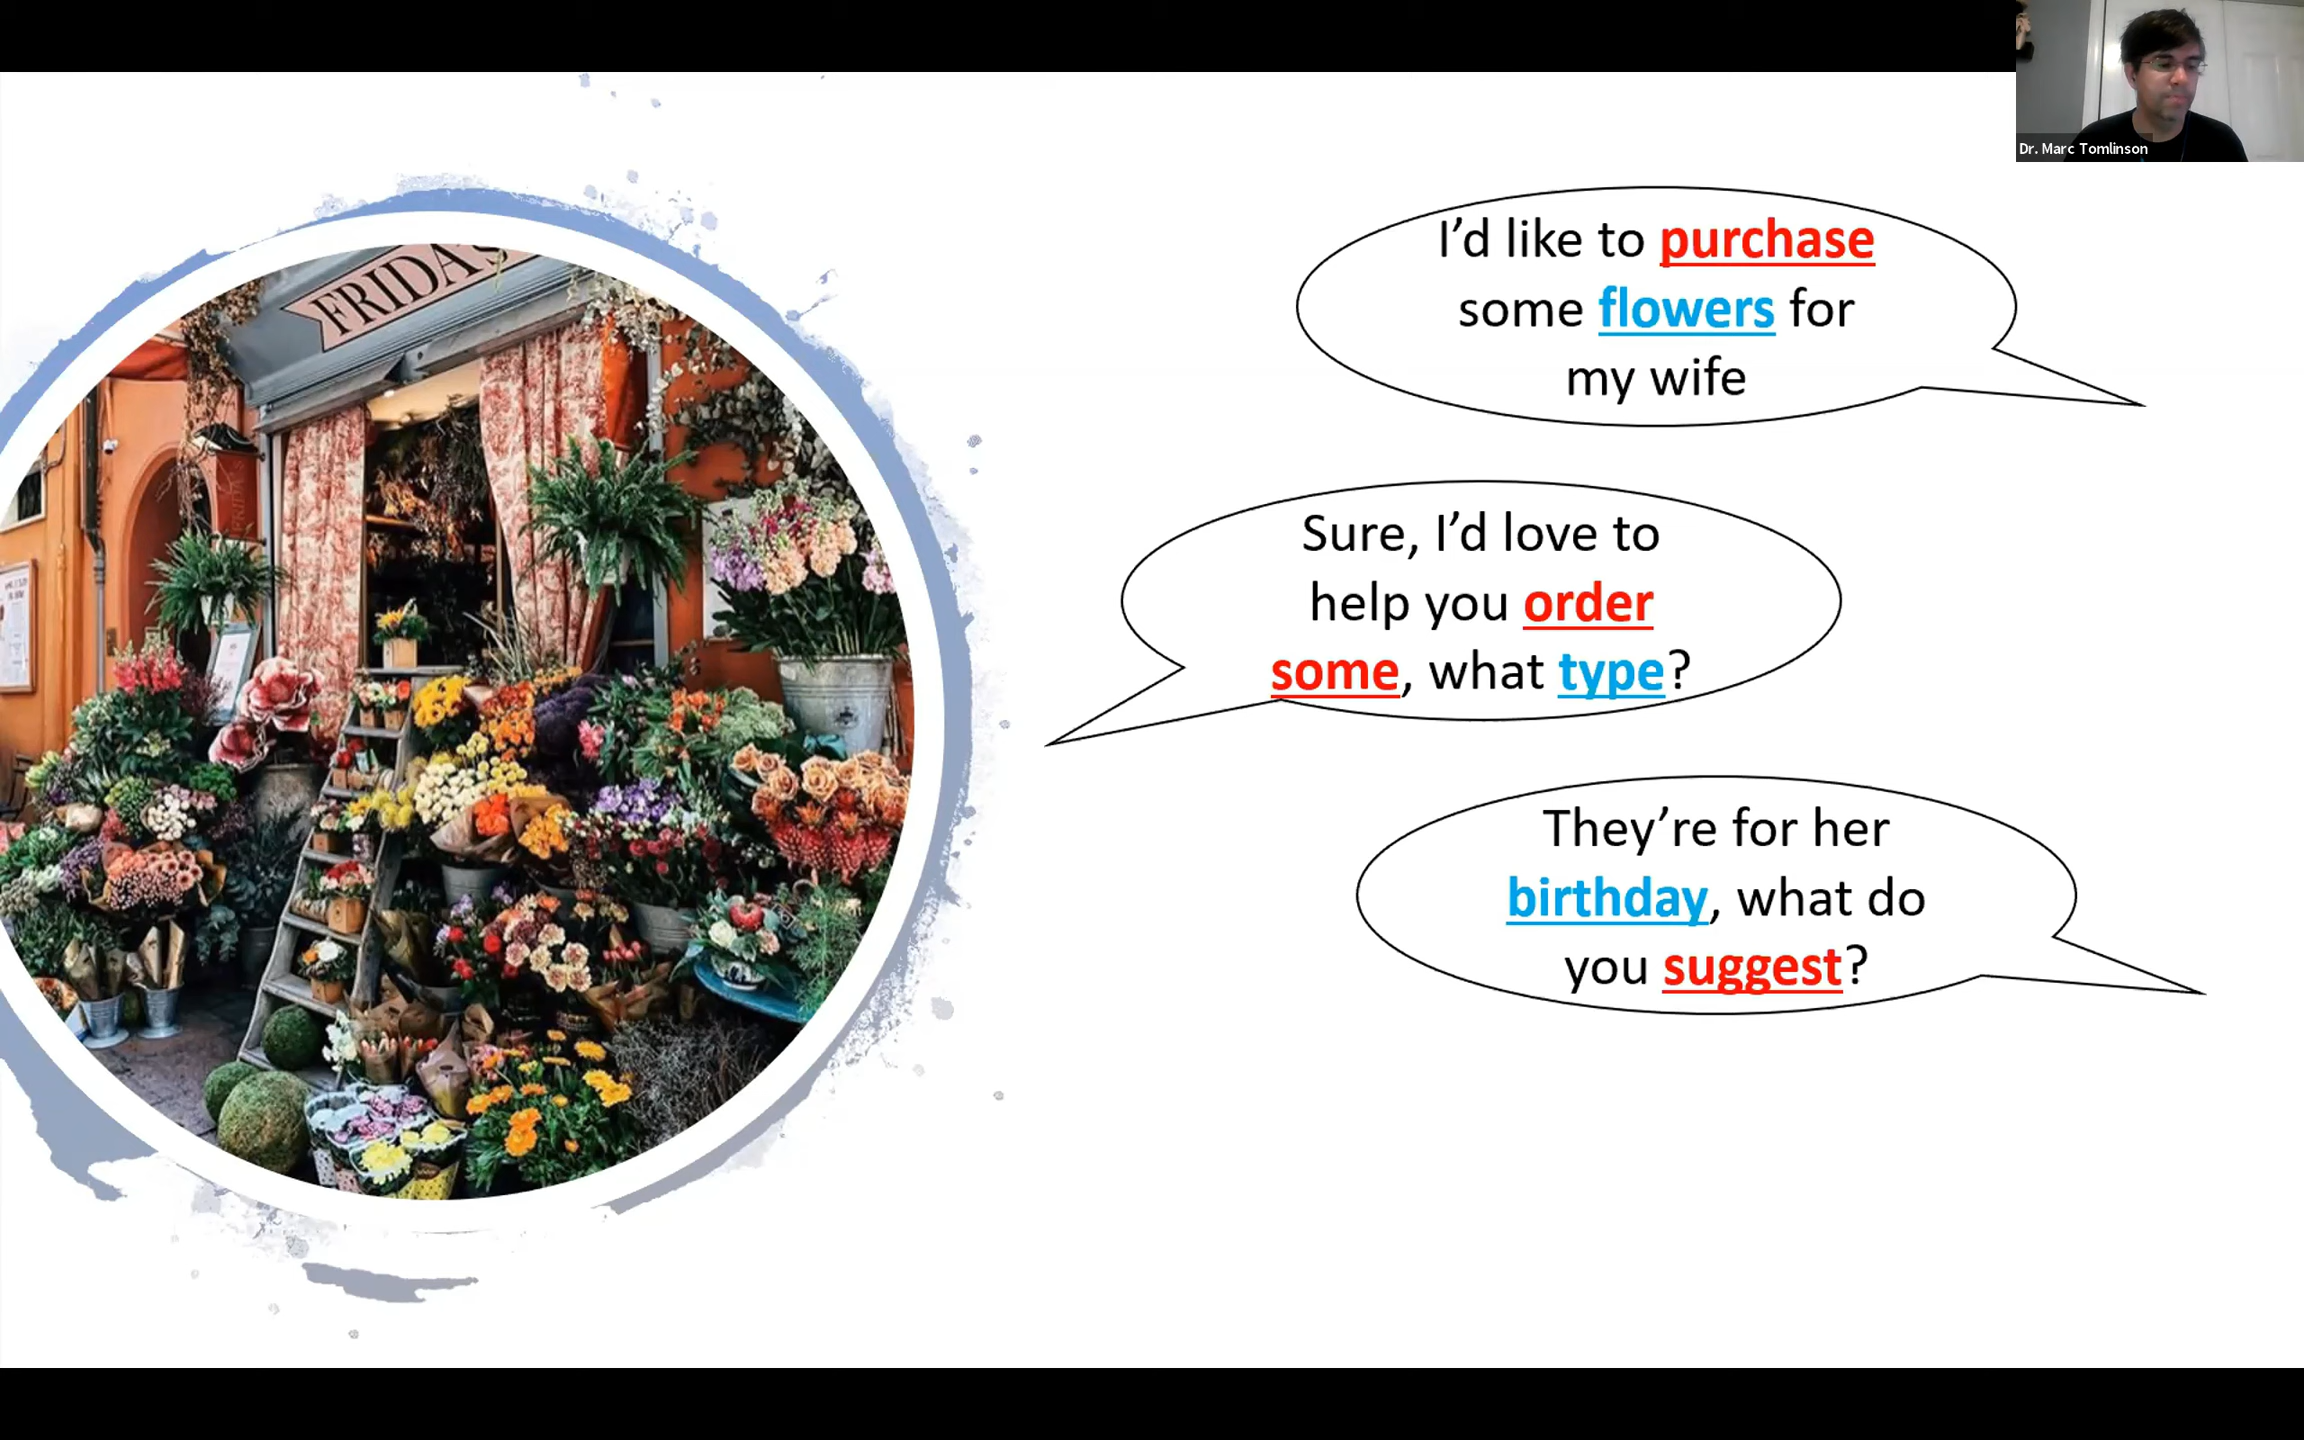 Dr. Marc Tomlinson
FRIDA'S
I'd like to purchase
some flowers for
my wife
Sure, I'd love to
help you order
some, what type?
They're for her
birthday, what do
you suggest?